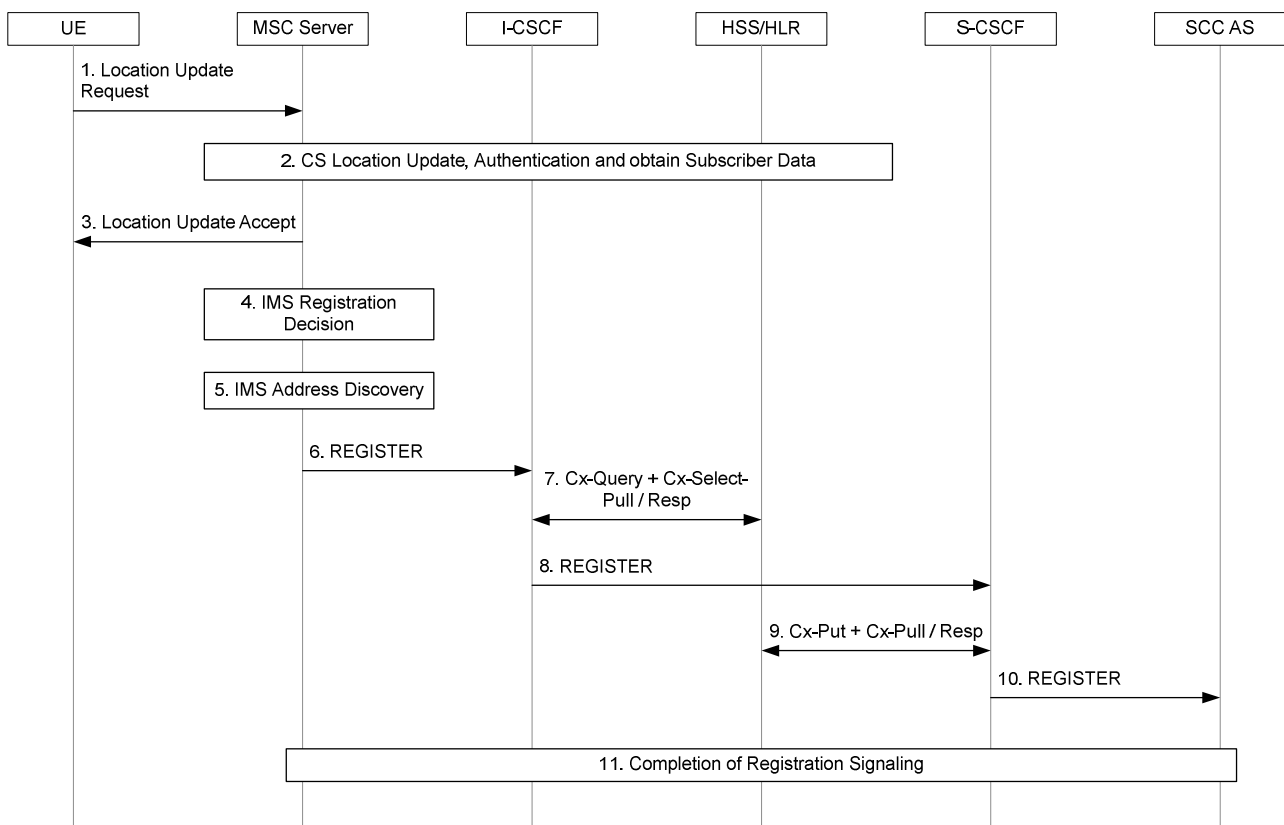 UE
MSC Server
I-CSCF
HSS/HLR
S-CSCF
SCC AS
1. Location Update
Request
2. CS Location Update, Authentication and obtain Subscriber Data
3. Location Update Accept
4. IMS Registration
Decision
5. IMS Address Discovery
6. REGISTER
7. Cx-Query + Cx-Select-
Pull / Resp
8. REGISTER
9. Cx-Put + Cx-Pull / Resp
10. REGISTER
11. Completion of Registration Signaling